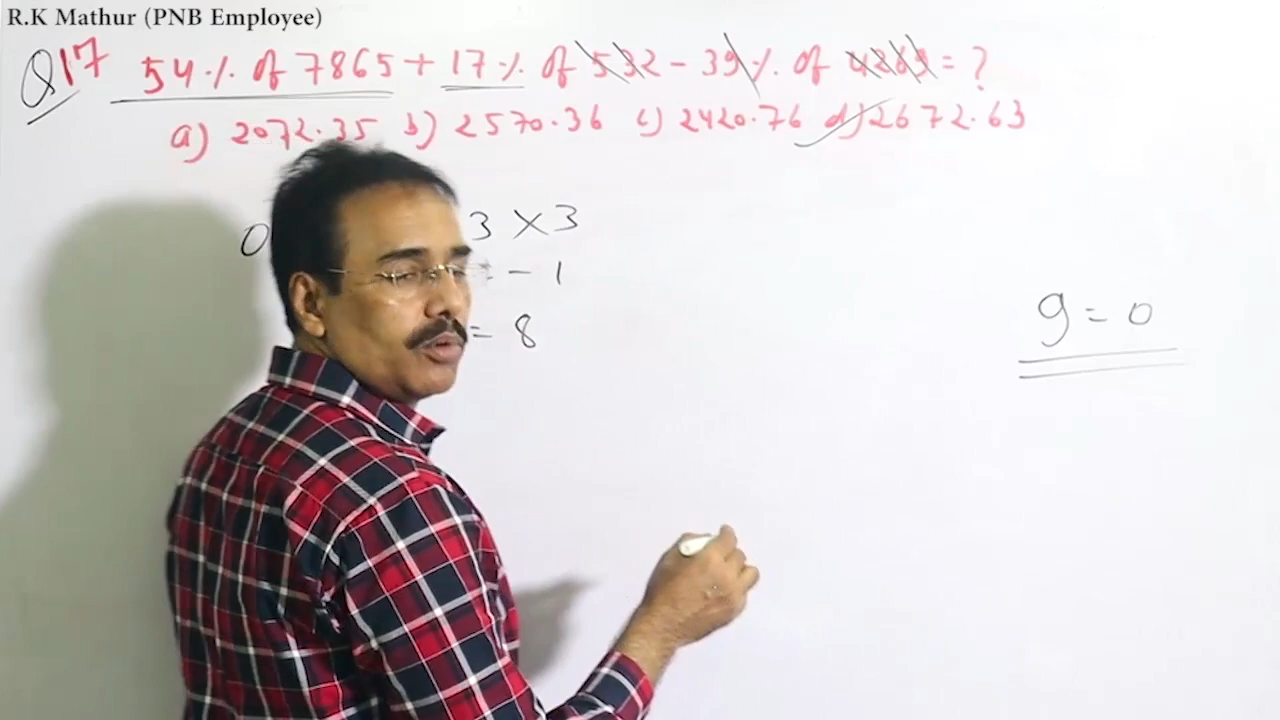 R.K Mathur (PNB Employee)
Q17 54% of 7865 + 17% of 532 - 39% of 4269 = ?
a) 2072.35 b) 2570.36 c) 2420.76 d) 2672.63
0 3 × 3
= - 1
= 8
9 = 0